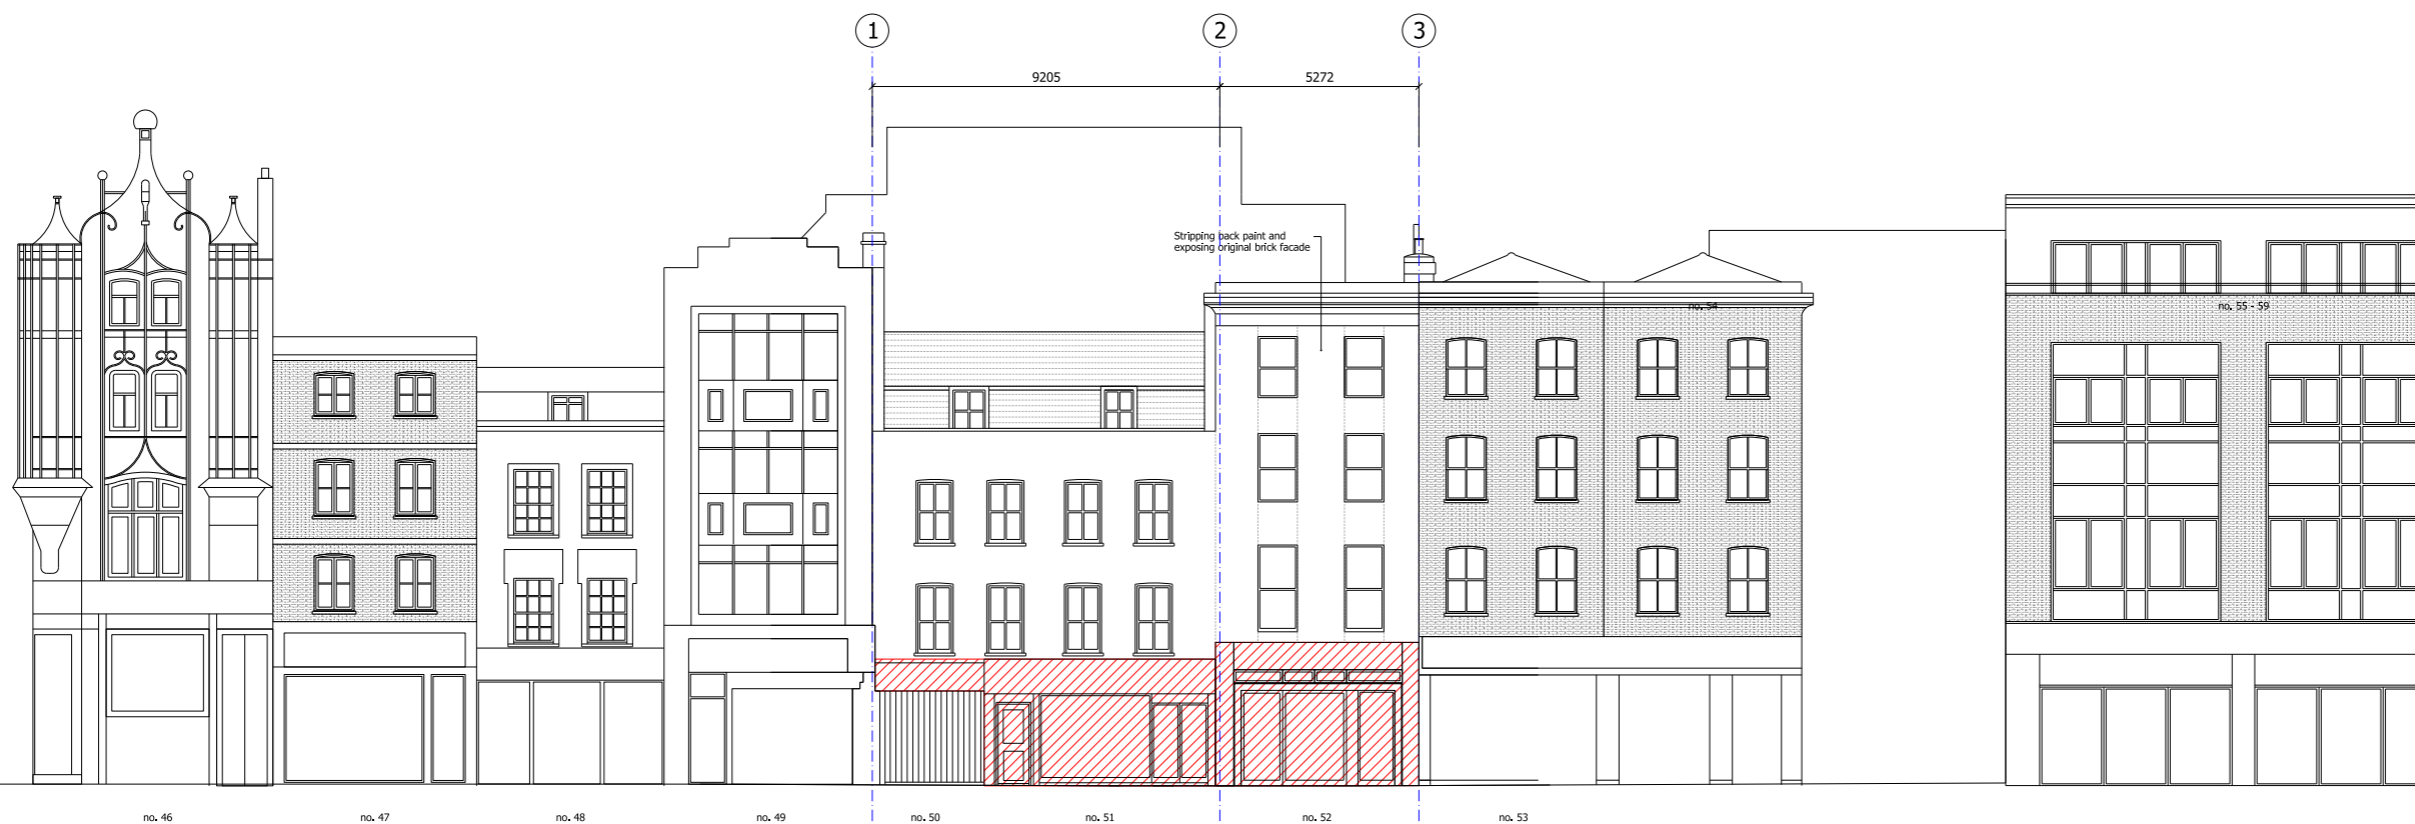 1
2
3
9205
5272
Stripping back paint and
exposing original brick facade
no. 54
no. 55 - 59
no. 46
no. 47
no. 48
no. 49
no. 50
no. 51
no. 52
no. 53